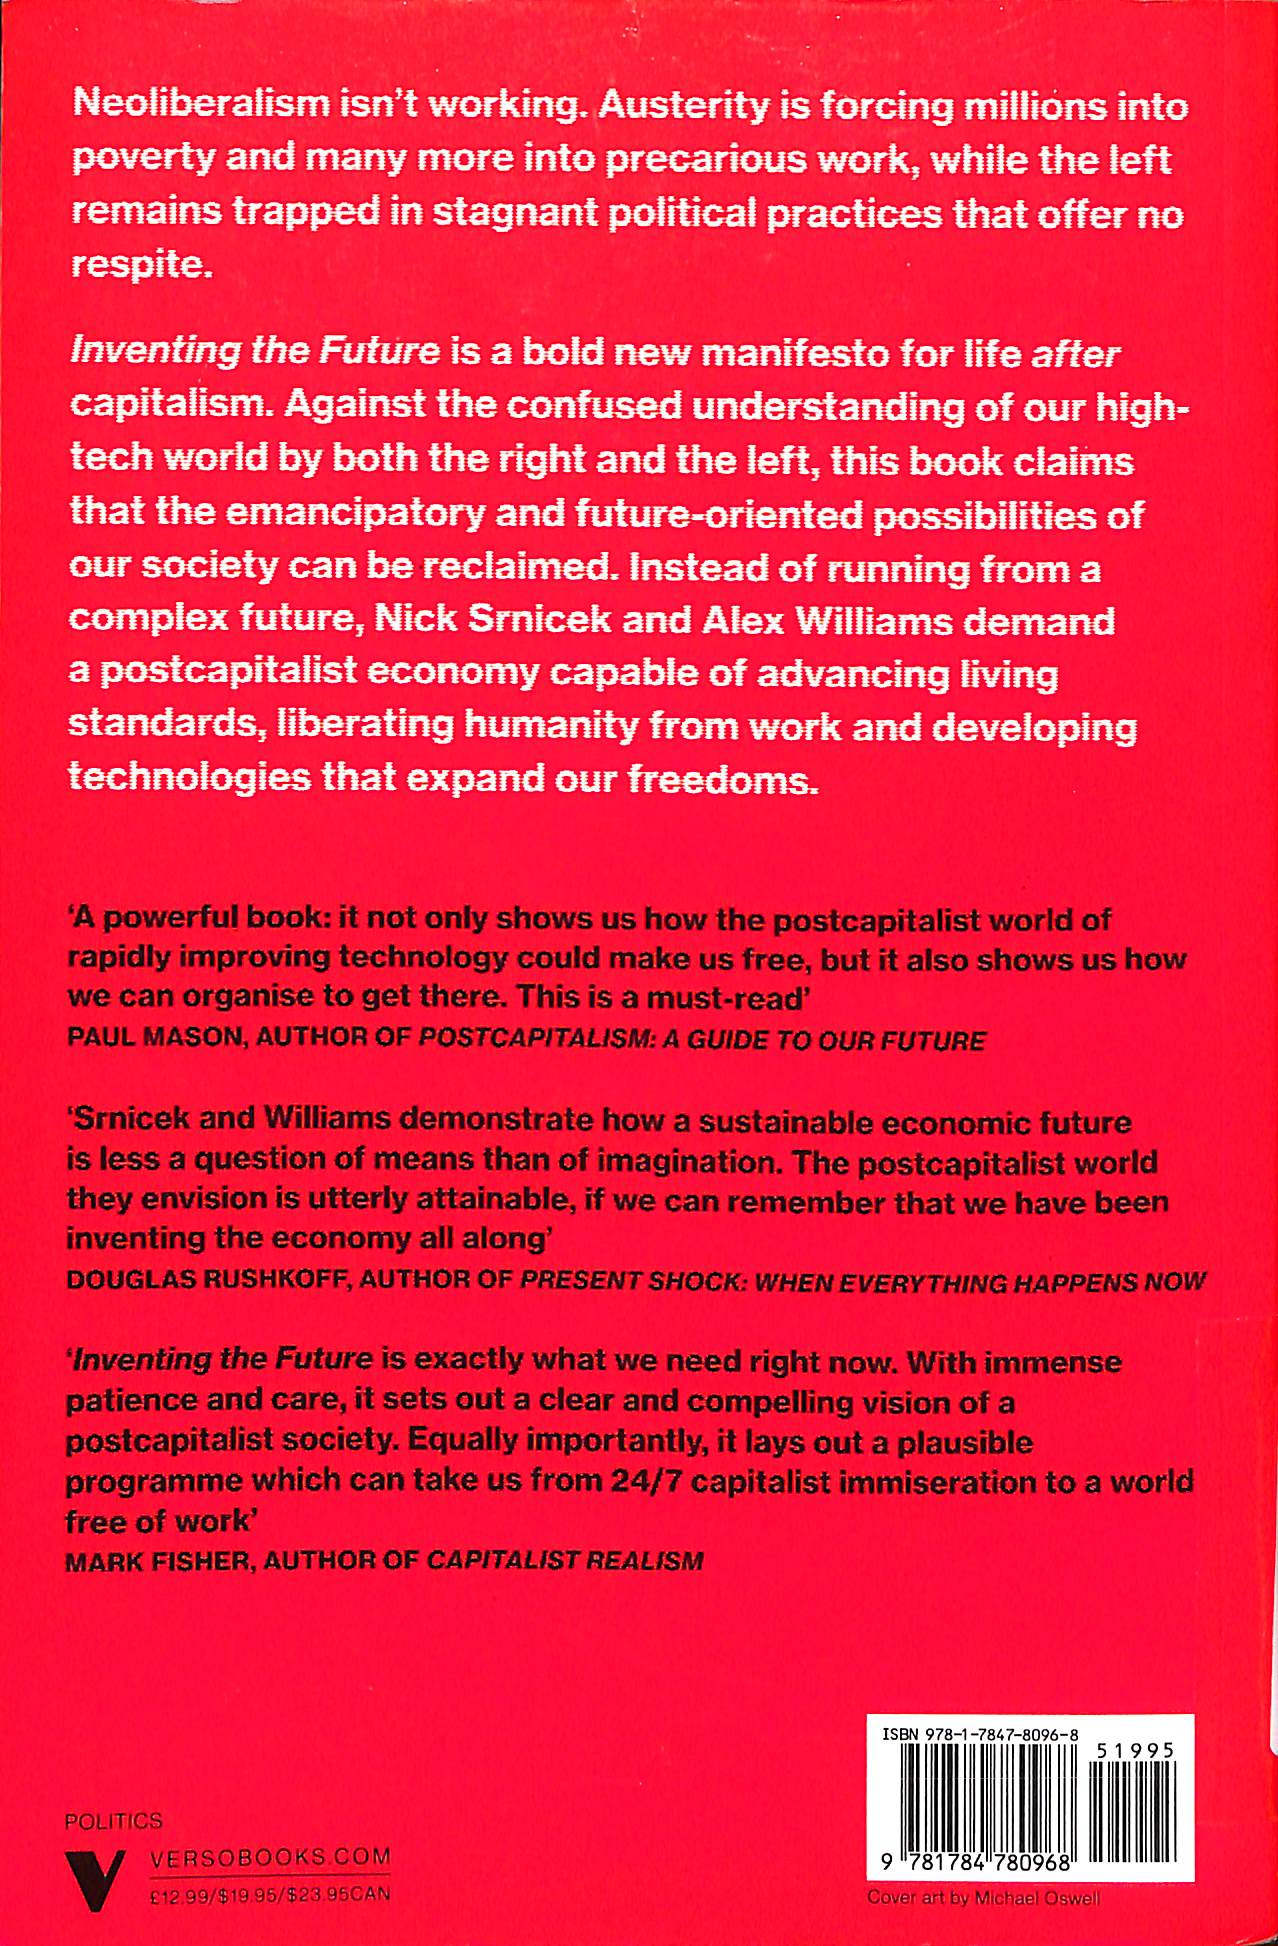 Neoliberalism isn't working. Austerity is forcing millions into
poverty and many more into precarious work, while the left
remains trapped in stagnant political practices that offer no
respite.
Inventing the Future is a bold new manifesto for life after
capitalism. Against the confused understanding of our high-
tech world by both the right and the left, this book claims
that the emancipatory and future-oriented possibilities of
our society can be reclaimed. Instead of running from a
complex future, Nick Srnicek and Alex Williams demand
a postcapitalist economy capable of advancing living
standards, liberating humanity from work and developing
technologies that expand our freedoms.
'A powerful book: it not only shows us how the postcapitalist world of
rapidly improving technology could make us free, but it also shows us how
we can organise to get there. This is a must-read'
PAUL MASON, AUTHOR OF POSTCAPITALISM: A GUIDE TO OUR FUTURE
'Srnicek and Williams demonstrate how a sustainable economic future
is less a question of means than of imagination. The postcapitalist world
they envision is utterly attainable, if we can remember that we have been
inventing the economy all along'
DOUGLAS RUSHKOFF, AUTHOR OF PRESENT SHOCK: WHEN EVERYTHING HAPPENS NOW
'Inventing the Future is exactly what we need right now. With immense
patience and care, it sets out a clear and compelling vision of a
postcapitalist society. Equally importantly, it lays out a plausible
programme which can take us from 24/7 capitalist immiseration to a world
free of work'
MARK FISHER, AUTHOR OF CAPITALIST REALISM
POLITICS
VERSOBOOKS.COM
£12.99/$19.95/$23.95CAN
ISBN 978-1-7847-8096-8
51995
9 781784 780968
Cover art by Michael Oswell